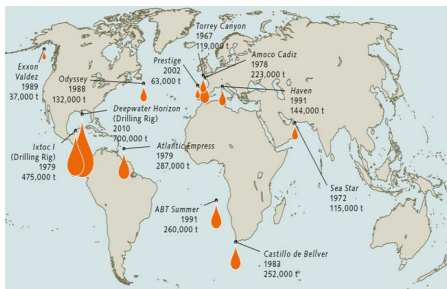 Torrey Canyon
1967
119,000 t
Exxon
Valdez
1989
37,000 t
Odyssey
1988
132,000 t
Prestige
2002
63,000 t
Amoco Cadiz
1978
223,000 t
Haven
1991
144,000 t
Deepwater Horizon
(Drilling Rig)
2010
700,000 t
Ixtoc I
(Drilling Rig)
1979
475,000 t
Atlantic Empress
1979
287,000 t
Sea Star
1972
115,000 t
ABT Summer
1991
260,000 t
Castillo de Bellver
1983
252,000 t